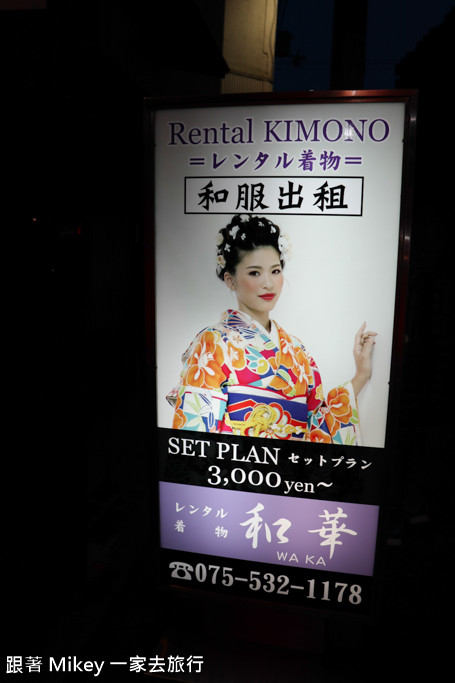 Rental KIMONO
=レンタル着物=
和服出租
SET PLAN セットプラン
3,000yen～
レンタル
着物
和華
WA KA
☎075-532-1178
跟著 Mikey 一家去旅行